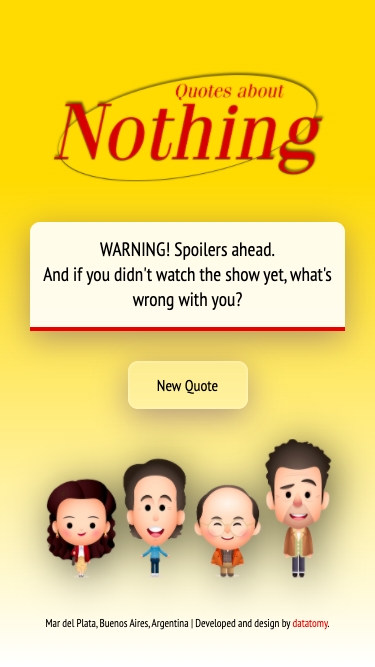 Quotes about
Nothing
WARNING! Spoilers ahead.
And if you didn't watch the show yet, what's
wrong with you?
New Quote
Mar del Plata, Buenos Aires, Argentina | Developed and design by datatomy.